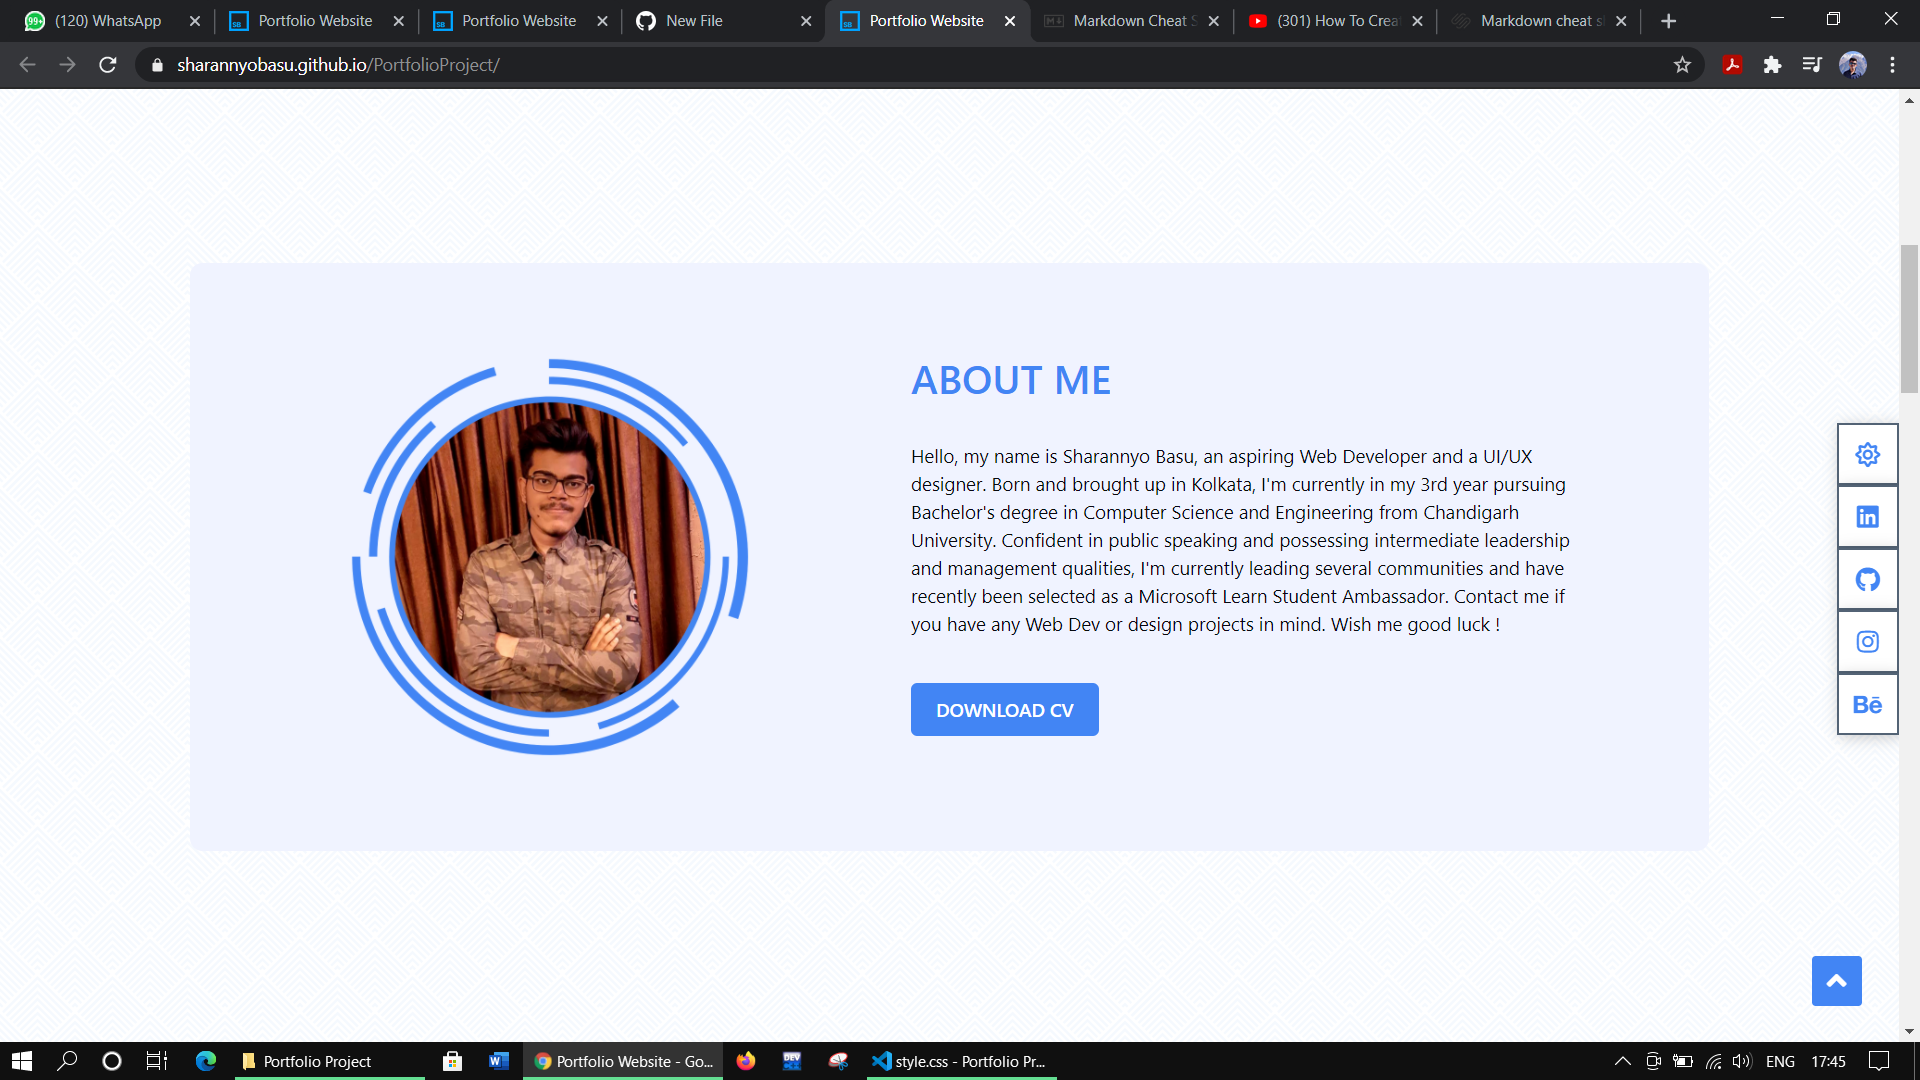 99+ (120) WhatsApp
SB Portfolio Website
SB Portfolio Website
New File
SB Portfolio Website
Markdown Cheat S
(301) How To Crea
Markdown cheat s
sharannyobasu.github.io/PortfolioProject/
ABOUT ME
Hello, my name is Sharannyo Basu, an aspiring Web Developer and a UI/UX
designer. Born and brought up in Kolkata, I'm currently in my 3rd year pursuing
Bachelor's degree in Computer Science and Engineering from Chandigarh
University. Confident in public speaking and possessing intermediate leadership
and management qualities, I'm currently leading several communities and have
recently been selected as a Microsoft Learn Student Ambassador. Contact me if
you have any Web Dev or design projects in mind. Wish me good luck !
DOWNLOAD CV
in
Bē
Portfolio Project
W
Portfolio Website - Go...
DEV
style.css - Portfolio Pr...
ENG
17:45